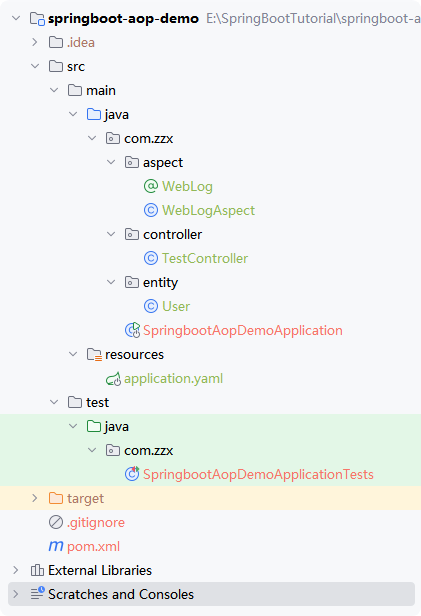 springboot-aop-demo E:\SpringBootTutorial\springboot-a
.idea
src
main
java
com.zzx
aspect
WebLog
WebLogAspect
controller
TestController
entity
User
SpringbootAopDemoApplication
resources
application.yaml
test
java
com.zzx
SpringbootAopDemoApplicationTests
target
.gitignore
pom.xml
External Libraries
Scratches and Consoles